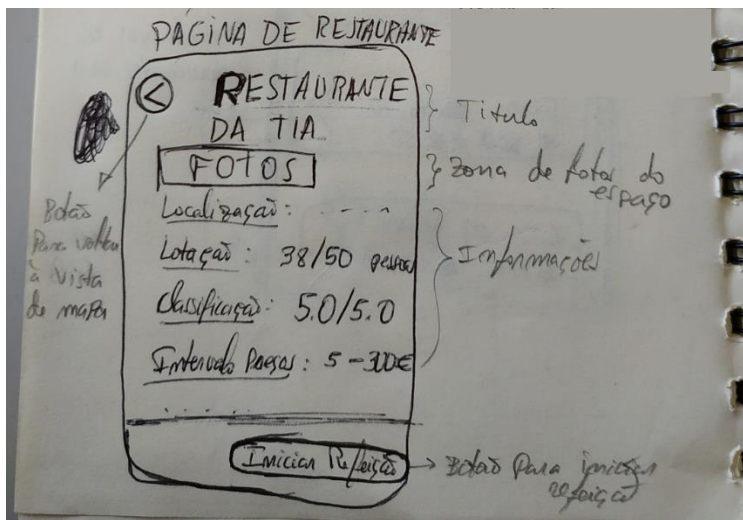 PÁGINA DE RESTAURANTE
RESTAURANTE
DA TIA
Titulo
FOTOS
Zona de fotos do
espaço
Botão
Para voltar
à vista
de mapa
Localização: - - - -
Lotação: 38/50 pessoas
Classificação: 5.0/5.0
Intervalo Preços: 5-300€
Informações
Iniciar Refeição
Botão Para iniciar
refeição